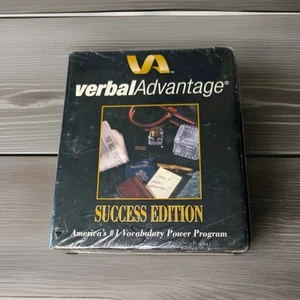 VA
verbalAdvantage®
SUCCESS EDITION
America's #1 Vocabulary Power Program